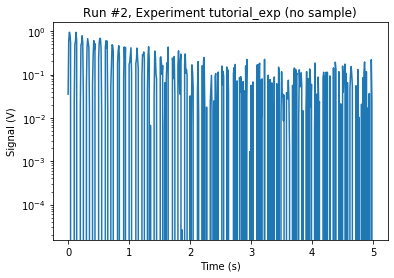 Run #2, Experiment tutorial_exp (no sample)
Signal (V)
10⁰
10⁻¹
10⁻²
10⁻³
10⁻⁴
0 1 2 3 4 5
Time (s)